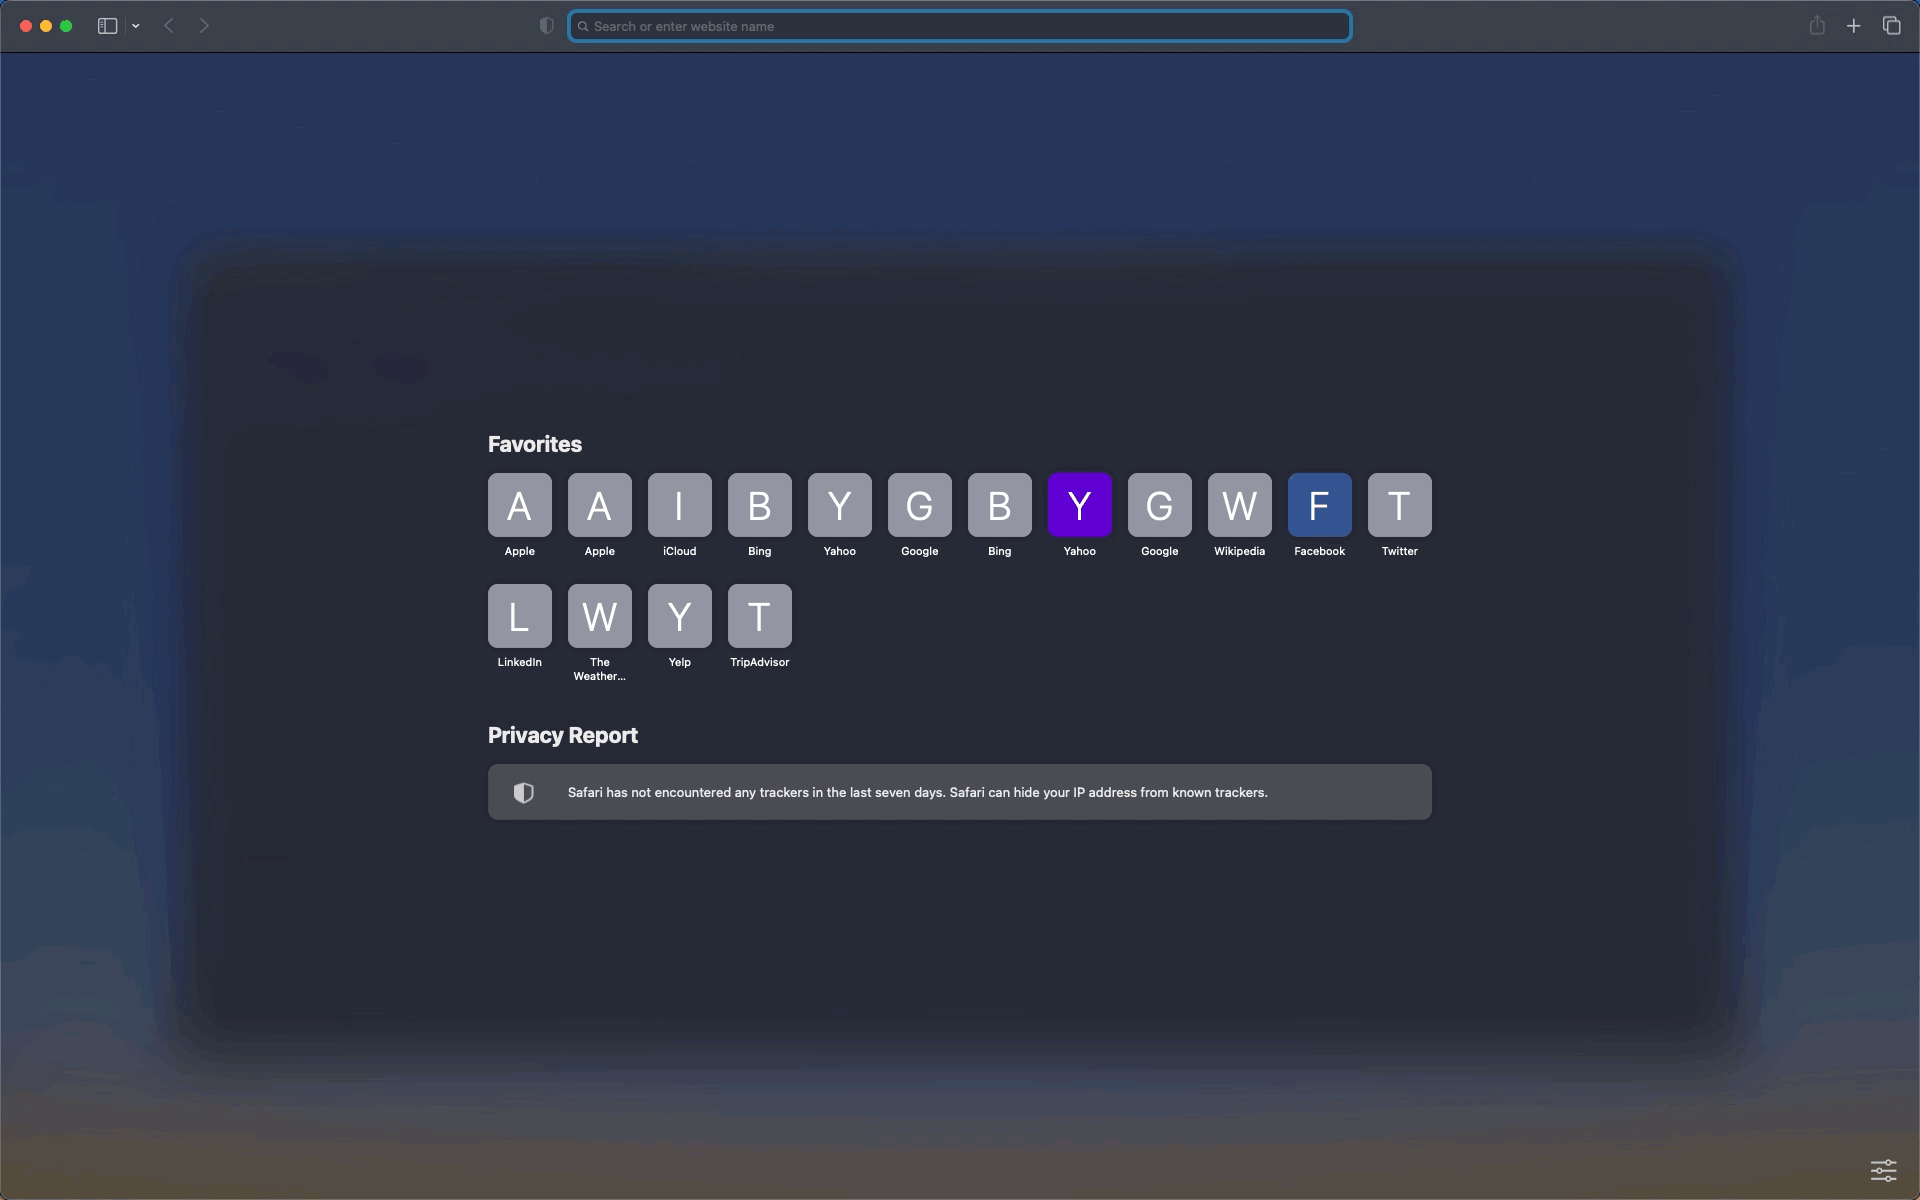 Search or enter website name
Favorites
A A I B Y G B Y G W F T
Apple Apple iCloud Bing Yahoo Google Bing Yahoo Google Wikipedia Facebook Twitter
L W Y T
LinkedIn The Weather... Yelp TripAdvisor
Privacy Report
Safari has not encountered any trackers in the last seven days. Safari can hide your IP address from known trackers.